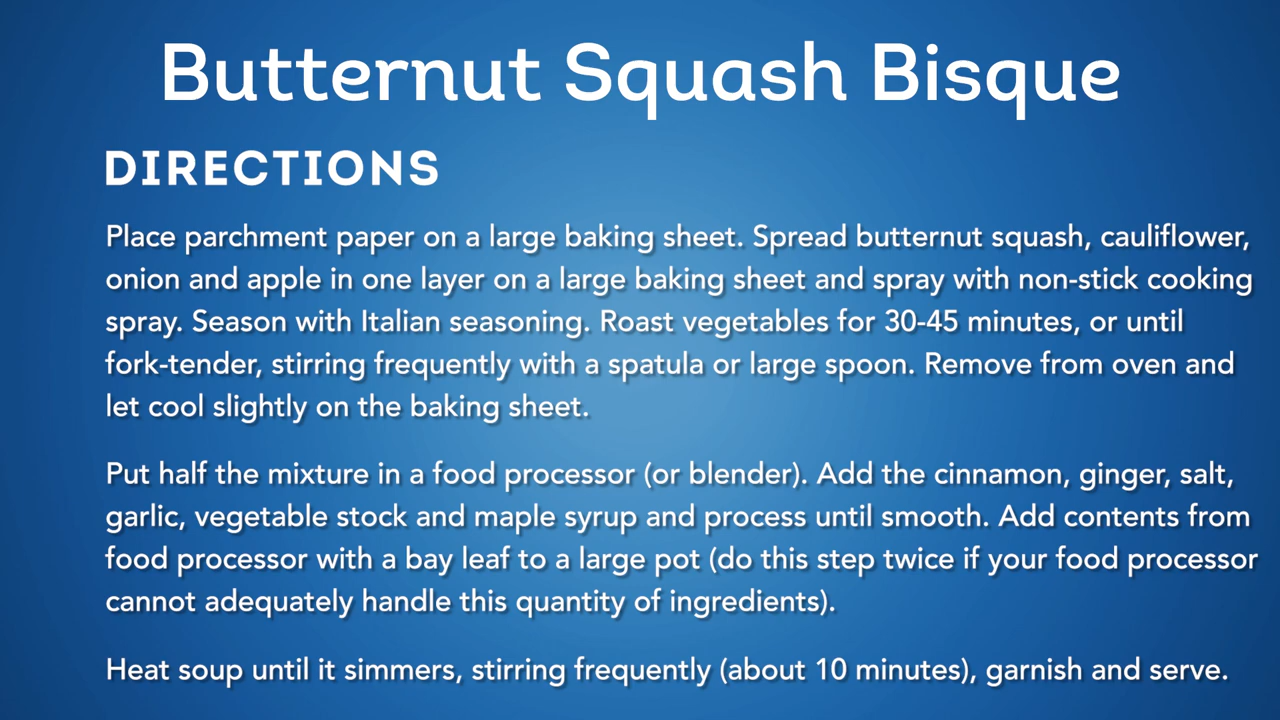 Butternut Squash Bisque
DIRECTIONS
Place parchment paper on a large baking sheet. Spread butternut squash, cauliflower,
onion and apple in one layer on a large baking sheet and spray with non-stick cooking
spray. Season with Italian seasoning. Roast vegetables for 30-45 minutes, or until
fork-tender, stirring frequently with a spatula or large spoon. Remove from oven and
let cool slightly on the baking sheet.
Put half the mixture in a food processor (or blender). Add the cinnamon, ginger, salt,
garlic, vegetable stock and maple syrup and process until smooth. Add contents from
food processor with a bay leaf to a large pot (do this step twice if your food processor
cannot adequately handle this quantity of ingredients).
Heat soup until it simmers, stirring frequently (about 10 minutes), garnish and serve.